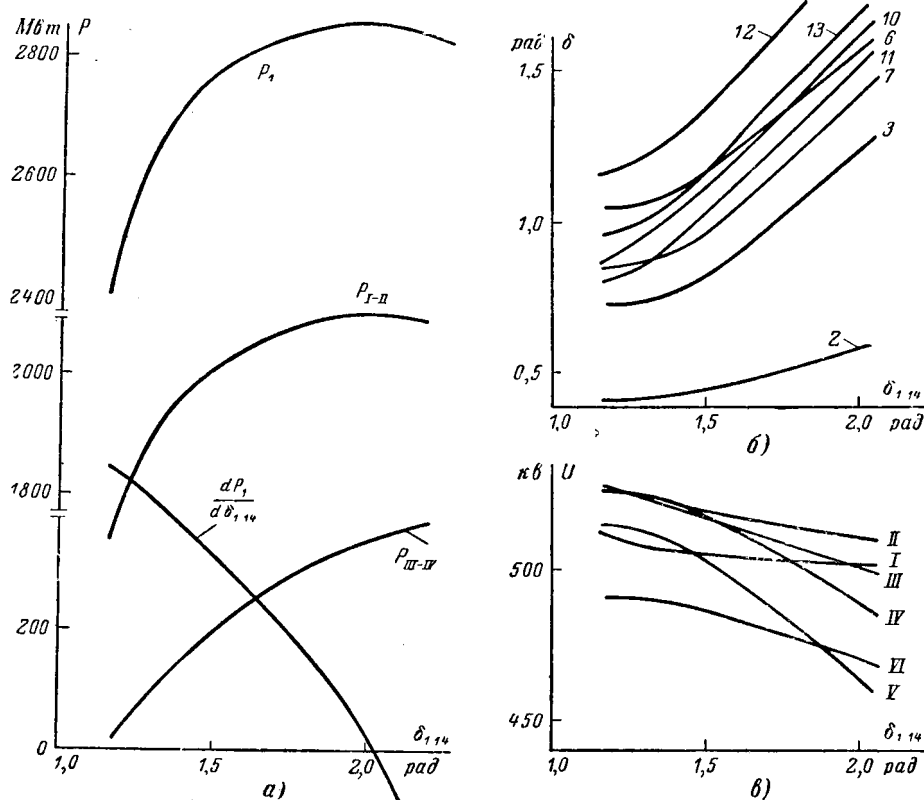 Мвт P
2800
2600
2400
2000
1800
200
0
P₁
P_I-II
dP₁
dδ₁.₁₄
P_III-IV
δ₁.₁₄
1,0
1,5
2,0
рад
а)
рад δ
1,5
1,0
0,5
12
13
10
6
11
7
3
2
δ₁.₁₄
1,0
1,5
2,0
рад
б)
кв U
500
450
II
I
III
IV
VI
V
δ₁.₁₄
1,0
1,5
2,0
рад
в)